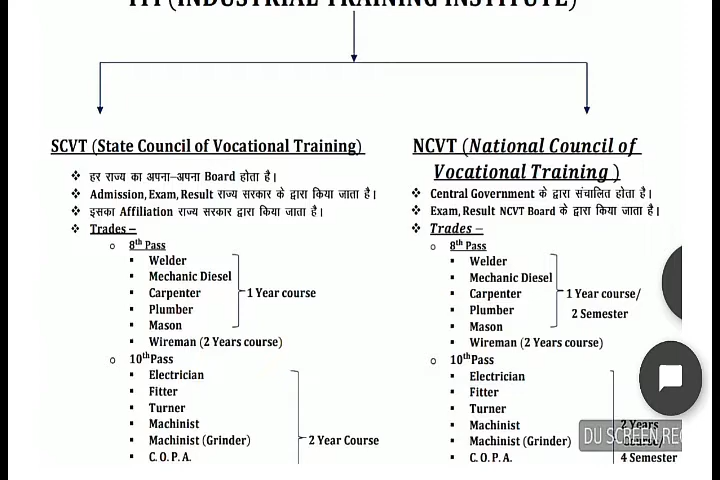 ITI (INDUSTRIAL TRAINING INSTITUTE)
SCVT (State Council of Vocational Training)
❖ हर राज्य का अपना–अपना Board होता है।
❖ Admission, Exam, Result राज्य सरकार के द्वारा किया जाता है।
❖ इसका Affiliation राज्य सरकार द्वारा किया जाता है।
❖ Trades –
o 8th Pass
▪ Welder
▪ Mechanic Diesel
▪ Carpenter
1 Year course
▪ Plumber
▪ Mason
▪ Wireman (2 Years course)
o 10th Pass
▪ Electrician
▪ Fitter
▪ Turner
▪ Machinist
▪ Machinist (Grinder)
2 Year Course
▪ C.O.P.A.
NCVT (National Council of
Vocational Training )
❖ Central Government के द्वारा संचालित होता है।
❖ Exam, Result NCVT Board के द्वारा किया जाता है।
❖ Trades –
o 8th Pass
▪ Welder
▪ Mechanic Diesel
▪ Carpenter
1 Year course/
▪ Plumber
2 Semester
▪ Mason
▪ Wireman (2 Years course)
o 10th Pass
▪ Electrician
▪ Fitter
▪ Turner
▪ Machinist
2 Years
▪ Machinist (Grinder)
Course/
▪ C.O.P.A.
4 Semester
DU SCREEN REC